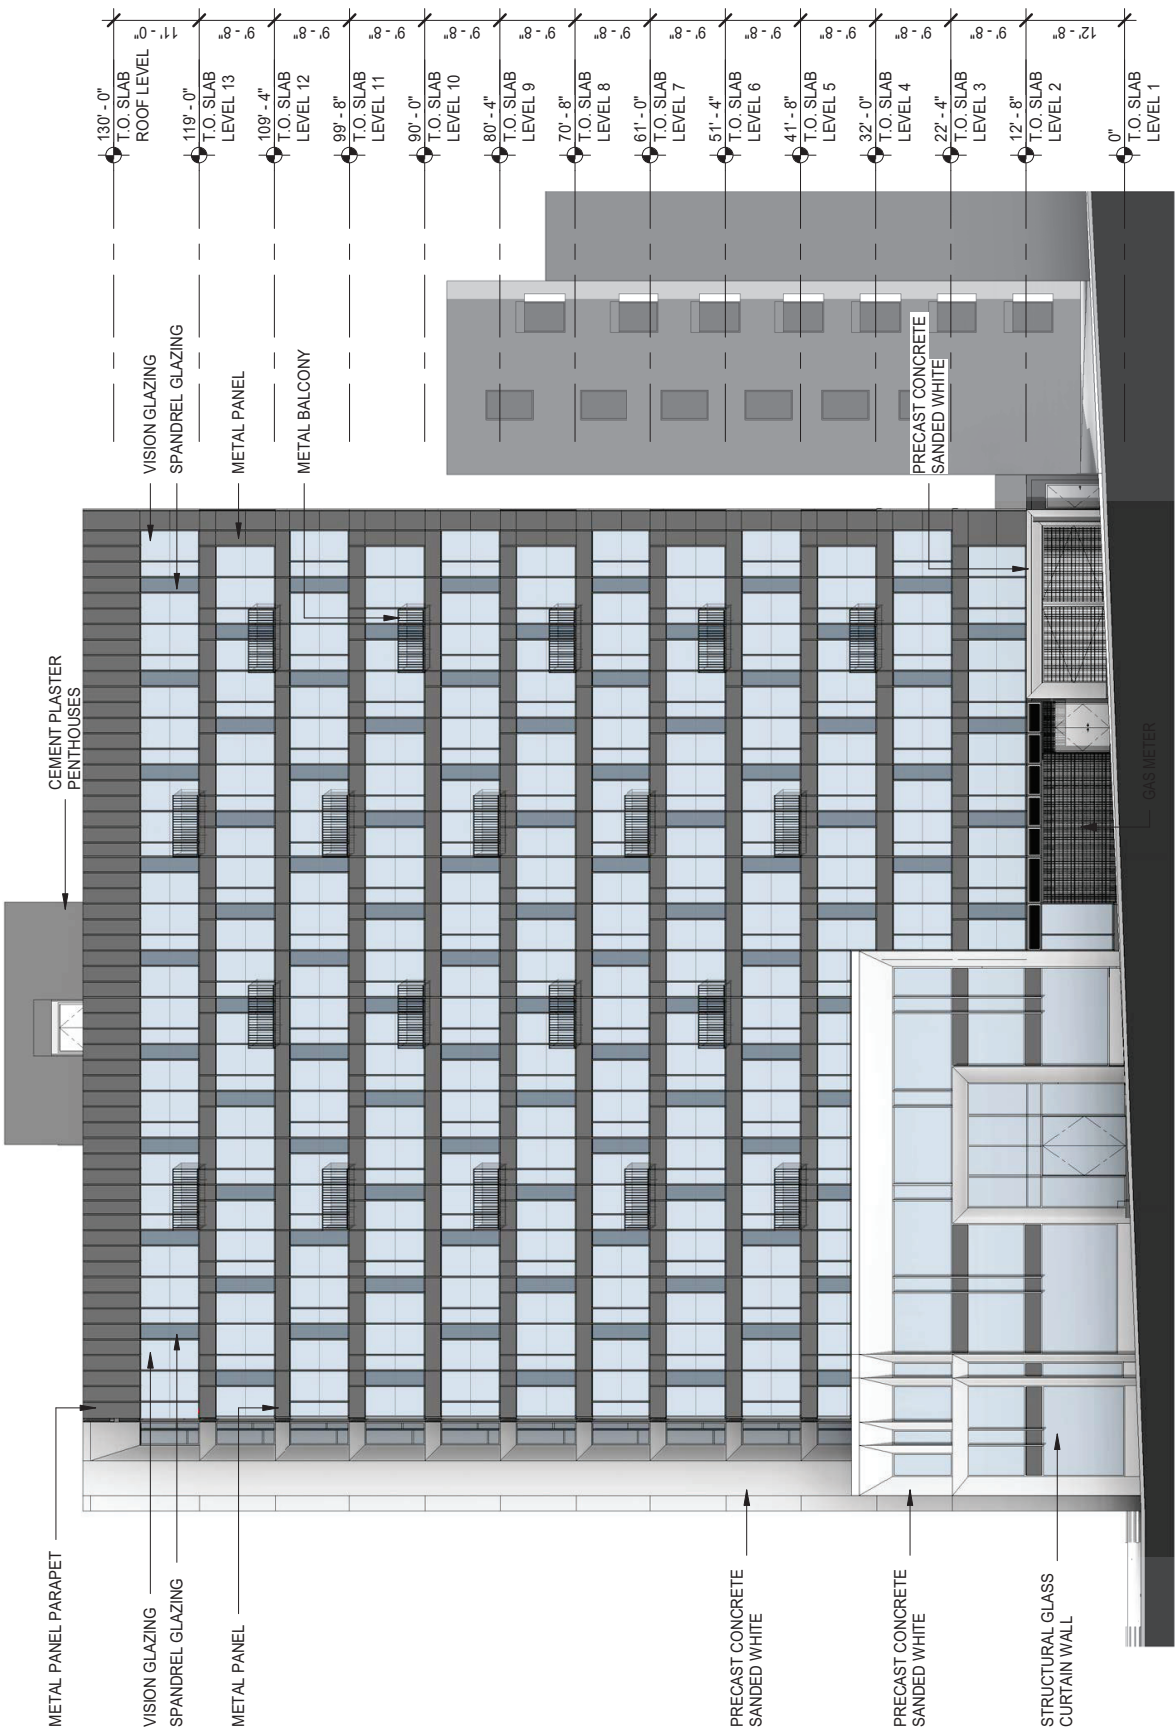 METAL PANEL PARAPET
VISION GLAZING
SPANDREL GLAZING
METAL PANEL
PRECAST CONCRETE
SANDED WHITE
PRECAST CONCRETE
SANDED WHITE
STRUCTURAL GLASS
CURTAIN WALL
CEMENT PLASTER
PENTHOUSES
VISION GLAZING
SPANDREL GLAZING
METAL PANEL
METAL BALCONY
PRECAST CONCRETE
SANDED WHITE
GAS METER
130' - 0"
T.O. SLAB
ROOF LEVEL
11' - 0"
119' - 0"
T.O. SLAB
LEVEL 13
9' - 8"
109' - 4"
T.O. SLAB
LEVEL 12
9' - 8"
99' - 8"
T.O. SLAB
LEVEL 11
9' - 8"
90' - 0"
T.O. SLAB
LEVEL 10
9' - 8"
80' - 4"
T.O. SLAB
LEVEL 9
9' - 8"
70' - 8"
T.O. SLAB
LEVEL 8
9' - 8"
61' - 0"
T.O. SLAB
LEVEL 7
9' - 8"
51' - 4"
T.O. SLAB
LEVEL 6
9' - 8"
41' - 8"
T.O. SLAB
LEVEL 5
9' - 8"
32' - 0"
T.O. SLAB
LEVEL 4
9' - 8"
22' - 4"
T.O. SLAB
LEVEL 3
9' - 8"
12' - 8"
T.O. SLAB
LEVEL 2
12' - 8"
0"
T.O. SLAB
LEVEL 1